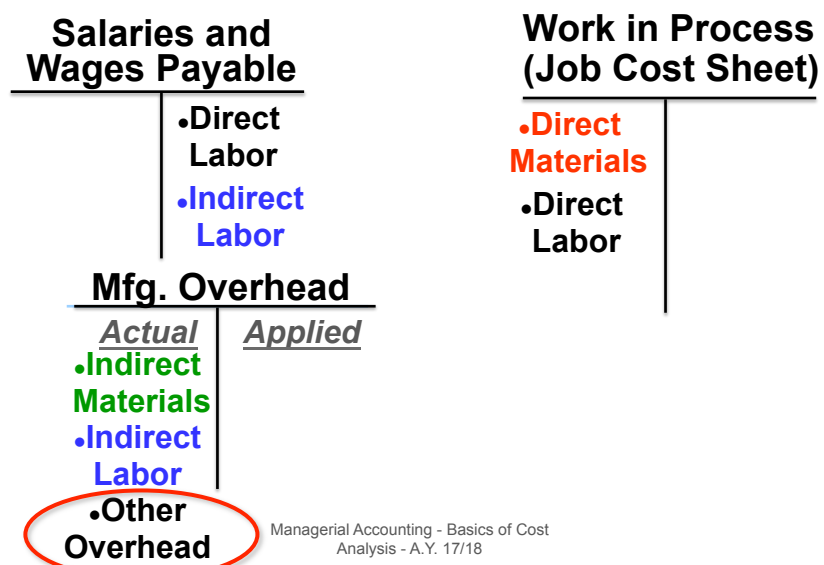 Salaries and
Wages Payable
•Direct
Labor
•Indirect
Labor
Work in Process
(Job Cost Sheet)
•Direct
Materials
•Direct
Labor
Mfg. Overhead
Actual Applied
•Indirect
Materials
•Indirect
Labor
•Other
Overhead
Managerial Accounting - Basics of Cost
Analysis - A.Y. 17/18